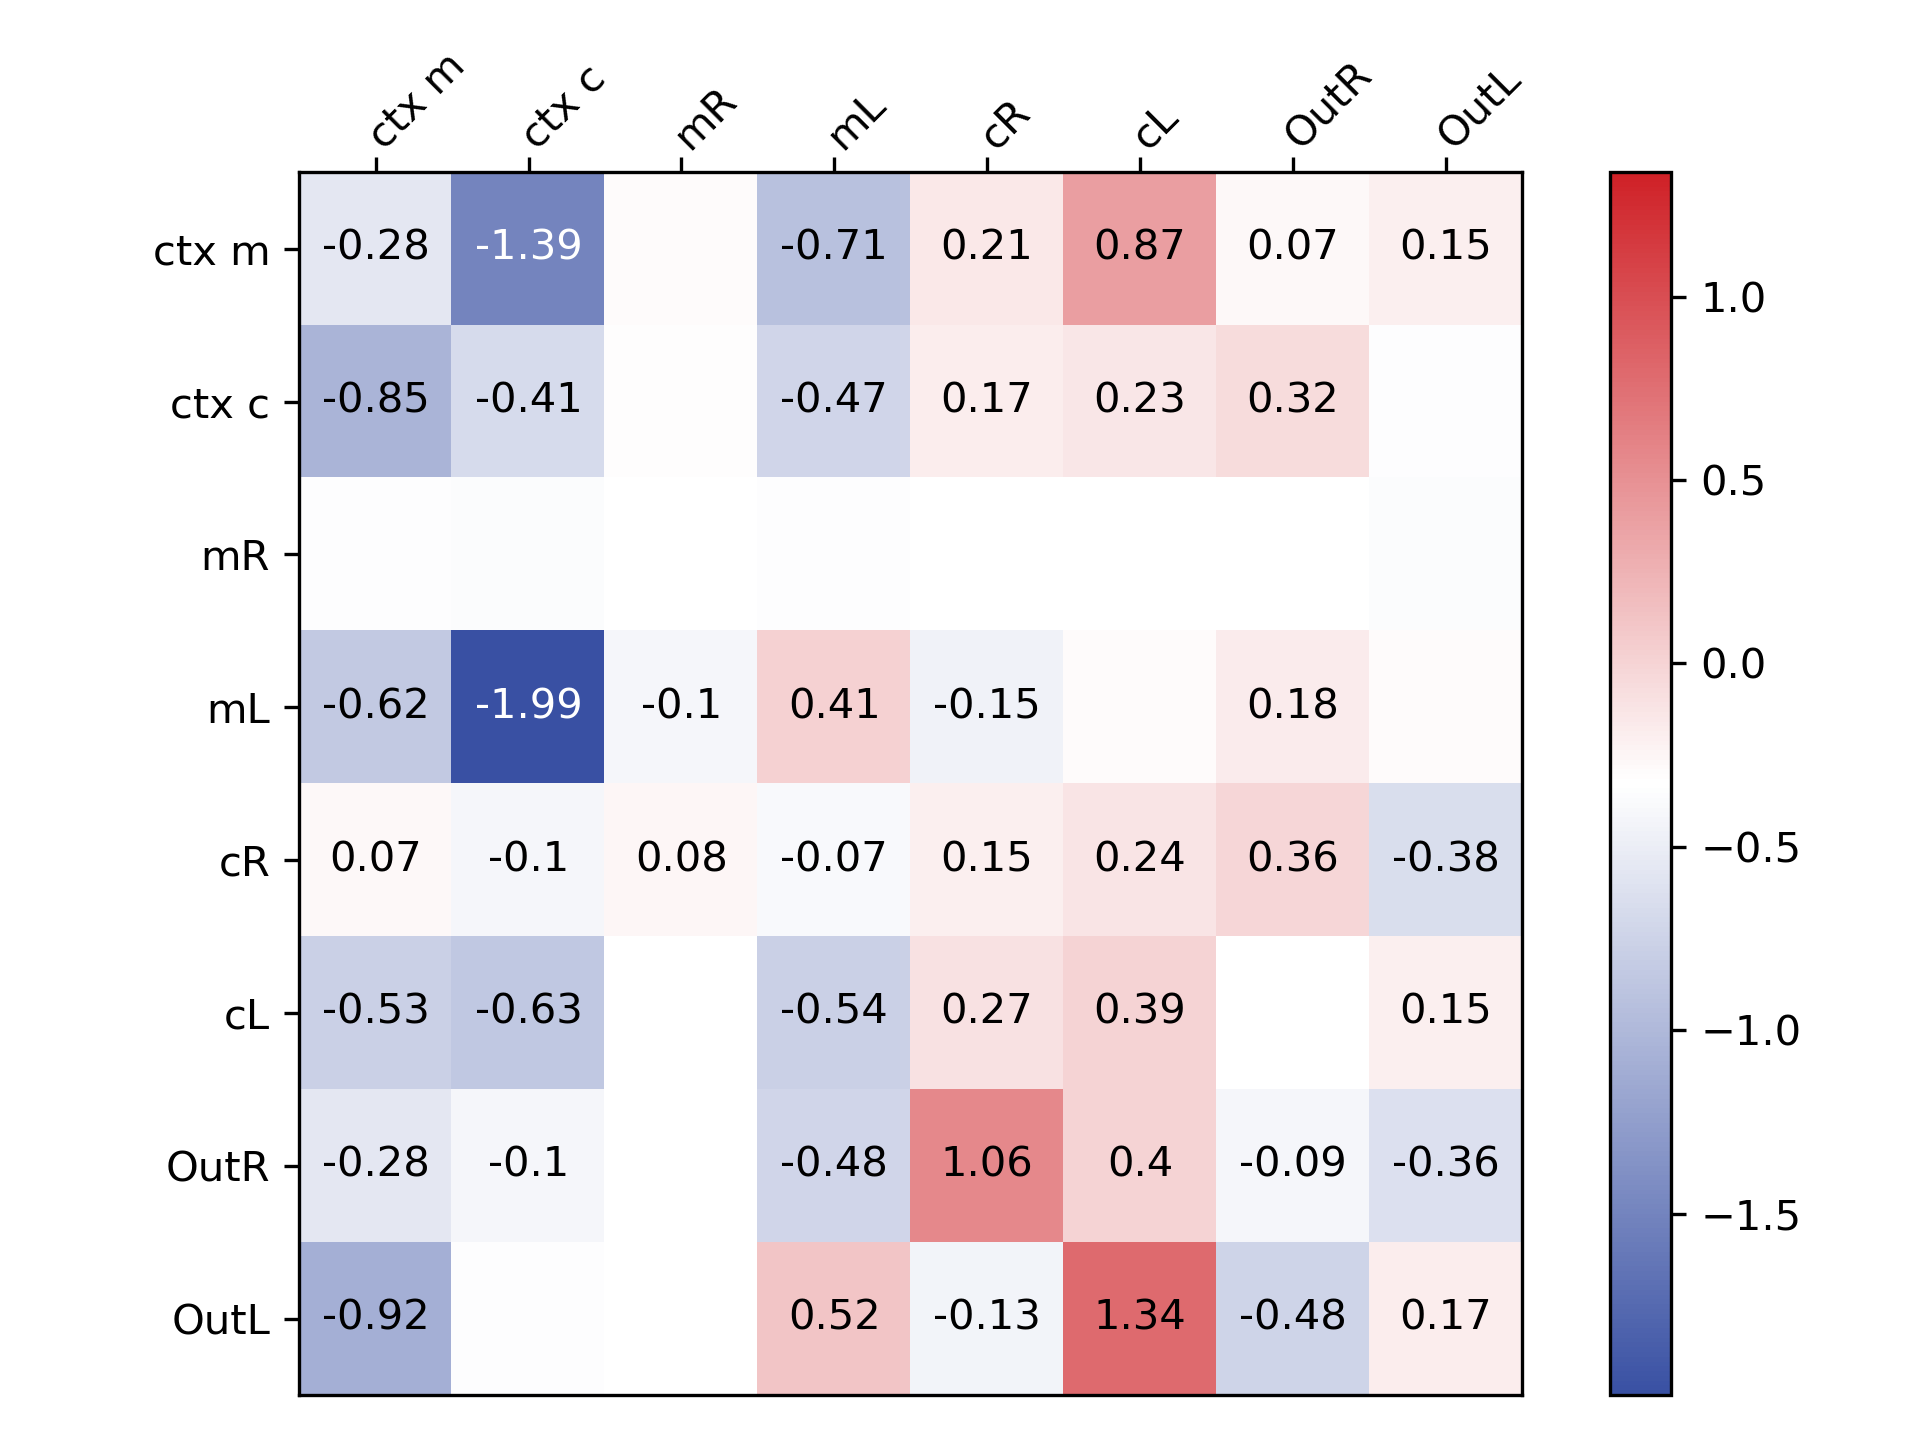 ctx m ctx c mR mL cR cL OutR OutL
ctx m -0.28 -1.39 -0.71 0.21 0.87 0.07 0.15
ctx c -0.85 -0.41 -0.47 0.17 0.23 0.32
mR
mL -0.62 -1.99 -0.1 0.41 -0.15 0.18
cR 0.07 -0.1 0.08 -0.07 0.15 0.24 0.36 -0.38
cL -0.53 -0.63 -0.54 0.27 0.39 0.15
OutR -0.28 -0.1 -0.48 1.06 0.4 -0.09 -0.36
OutL -0.92 0.52 -0.13 1.34 -0.48 0.17
1.0
0.5
0.0
−0.5
−1.0
−1.5